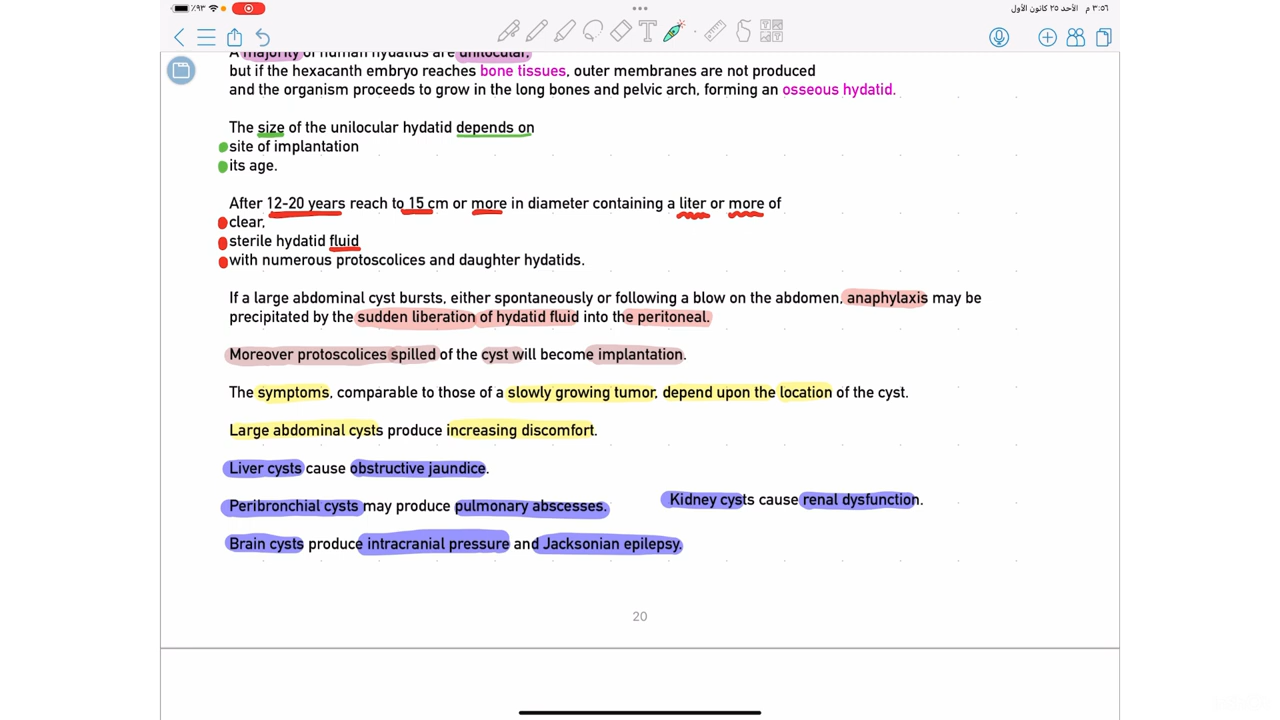 ٪٩٣
٣:٥٦ م الأحد ٢٥ كانون الأول
A majority of human hydatids are unilocular,
but if the hexacanth embryo reaches bone tissues, outer membranes are not produced
and the organism proceeds to grow in the long bones and pelvic arch, forming an osseous hydatid.
The size of the unilocular hydatid depends on
site of implantation
its age.
After 12-20 years reach to 15 cm or more in diameter containing a liter or more of
clear,
sterile hydatid fluid
with numerous protoscolices and daughter hydatids.
If a large abdominal cyst bursts, either spontaneously or following a blow on the abdomen, anaphylaxis may be
precipitated by the sudden liberation of hydatid fluid into the peritoneal.
Moreover protoscolices spilled of the cyst will become implantation.
The symptoms, comparable to those of a slowly growing tumor, depend upon the location of the cyst.
Large abdominal cysts produce increasing discomfort.
Liver cysts cause obstructive jaundice.
Peribronchial cysts may produce pulmonary abscesses.
Kidney cysts cause renal dysfunction.
Brain cysts produce intracranial pressure and Jacksonian epilepsy.
20